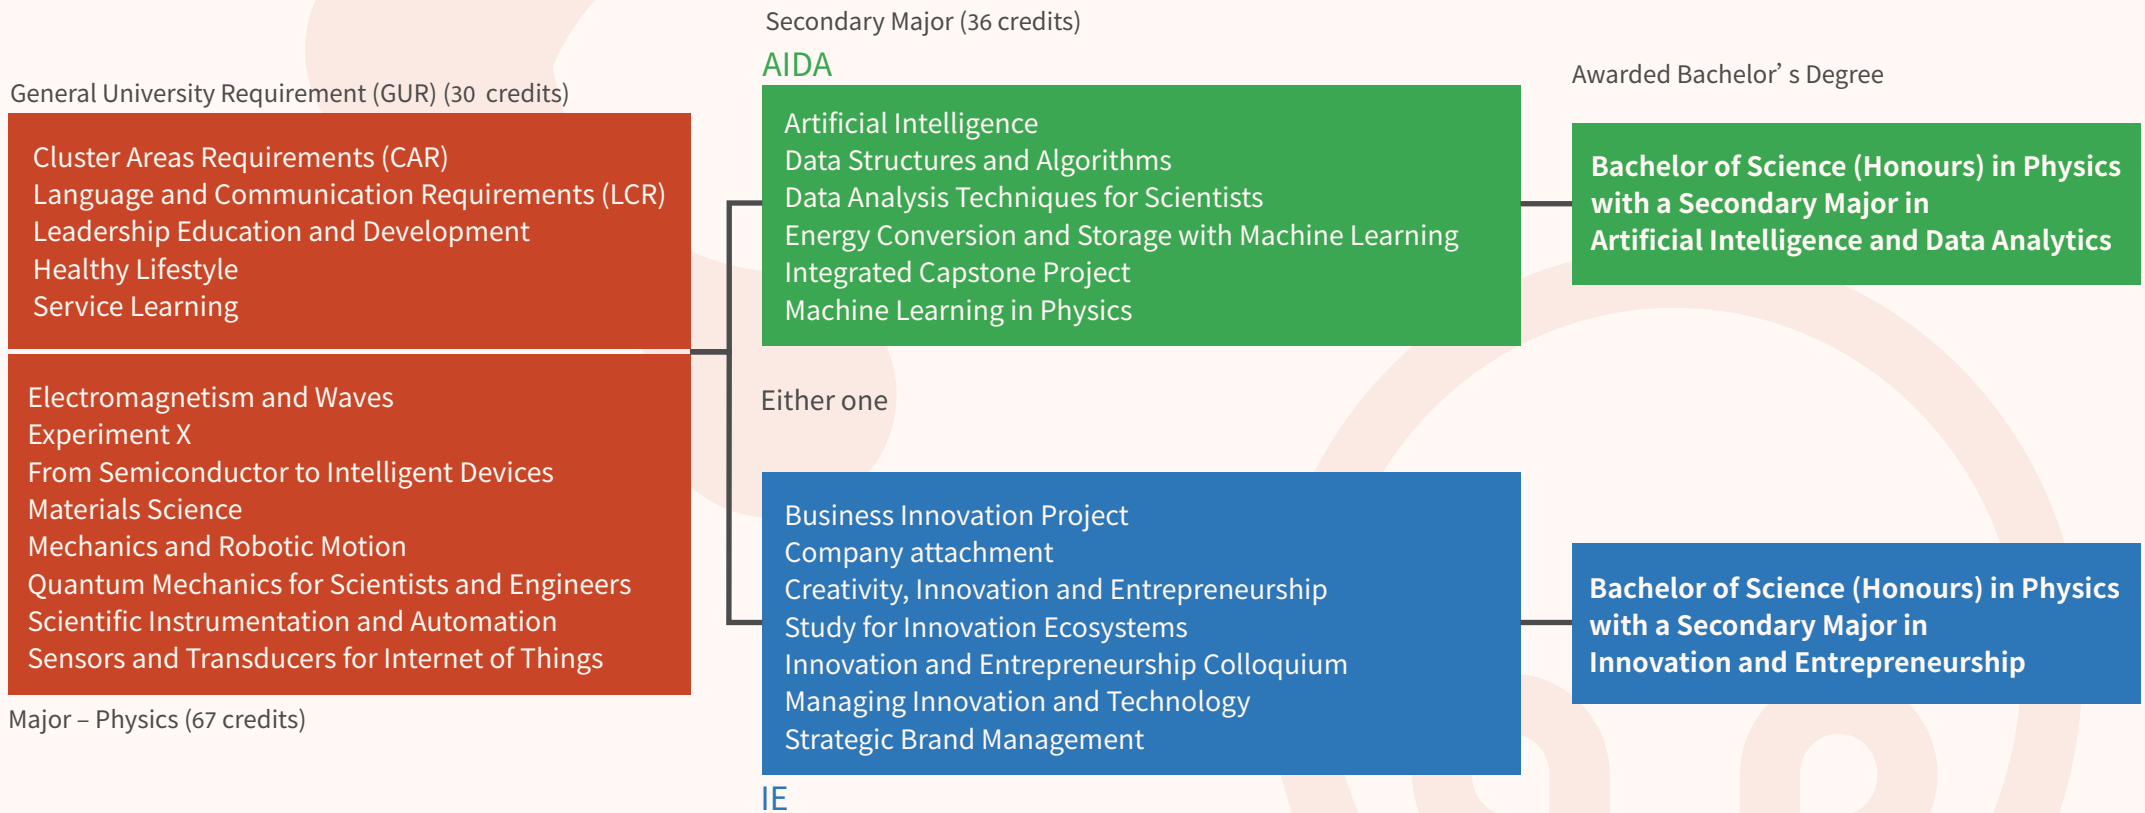 General University Requirement (GUR) (30 credits)
Cluster Areas Requirements (CAR)
Language and Communication Requirements (LCR)
Leadership Education and Development
Healthy Lifestyle
Service Learning
Electromagnetism and Waves
Experiment X
From Semiconductor to Intelligent Devices
Materials Science
Mechanics and Robotic Motion
Quantum Mechanics for Scientists and Engineers
Scientific Instrumentation and Automation
Sensors and Transducers for Internet of Things
Major – Physics (67 credits)
Secondary Major (36 credits)
AIDA
Artificial Intelligence
Data Structures and Algorithms
Data Analysis Techniques for Scientists
Energy Conversion and Storage with Machine Learning
Integrated Capstone Project
Machine Learning in Physics
Either one
Business Innovation Project
Company attachment
Creativity, Innovation and Entrepreneurship
Study for Innovation Ecosystems
Innovation and Entrepreneurship Colloquium
Managing Innovation and Technology
Strategic Brand Management
IE
Awarded Bachelor’s Degree
Bachelor of Science (Honours) in Physics
with a Secondary Major in
Artificial Intelligence and Data Analytics
Bachelor of Science (Honours) in Physics
with a Secondary Major in
Innovation and Entrepreneurship